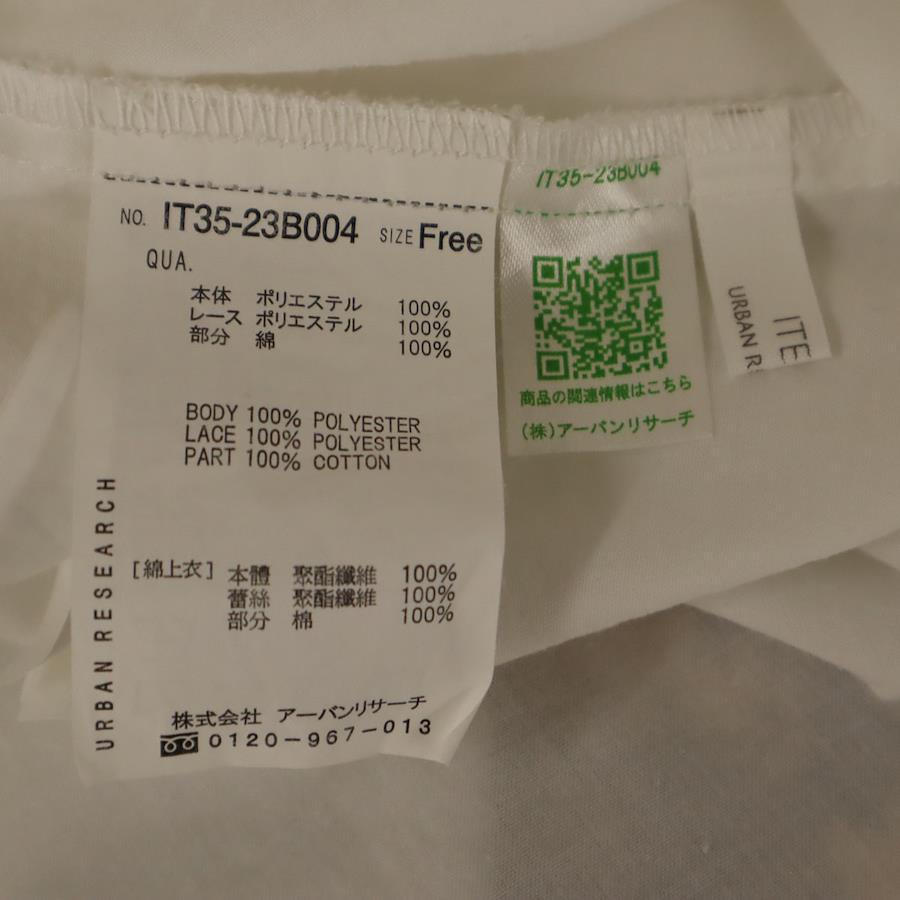 NO. IT35-23B004 SIZE Free
QUA.
本体 ポリエステル 100%
レース ポリエステル 100%
部分 綿 100%
BODY 100% POLYESTER
LACE 100% POLYESTER
PART 100% COTTON
[綿上衣] 本體 聚酯纖維 100%
蕾絲 聚酯纖維 100%
部分 棉 100%
URBAN RESEARCH
株式会社 アーバンリサーチ
0120-967-013
IT35-23B004
商品の関連情報はこちら
(株)アーバンリサーチ
ITE
URBAN RE